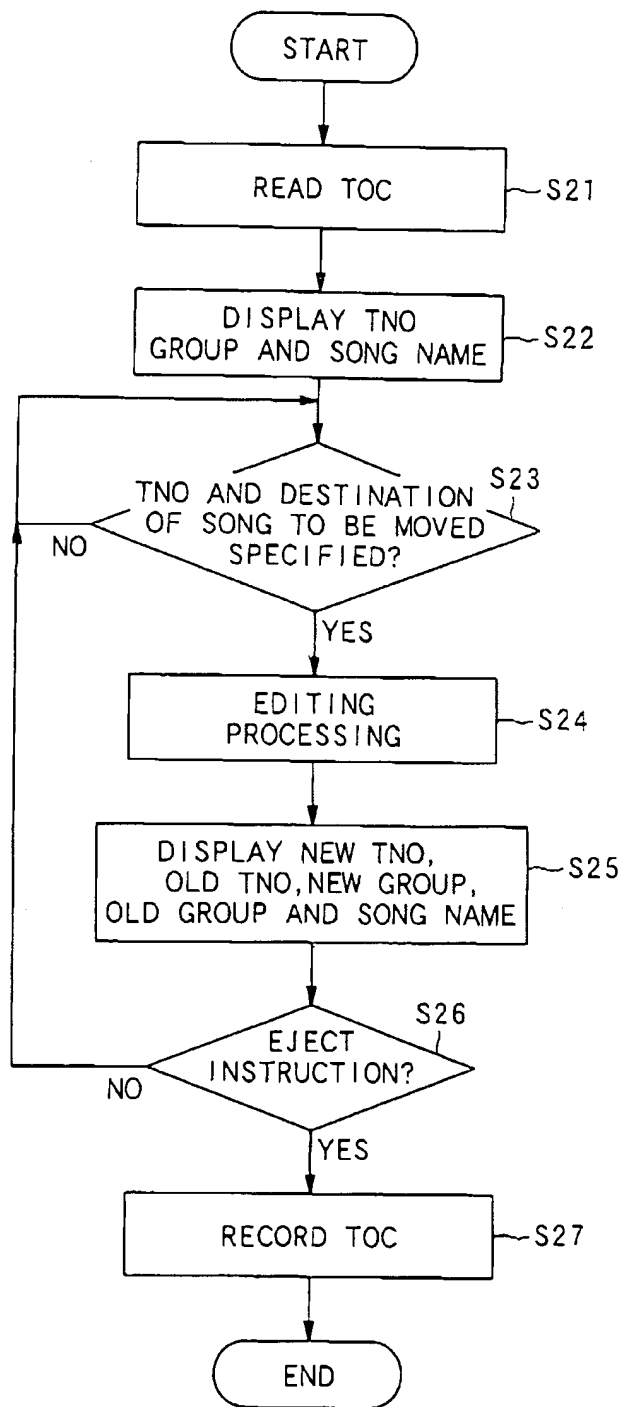 START
READ TOC
S21
DISPLAY TNO
GROUP AND SONG NAME
S22
TNO AND DESTINATION
OF SONG TO BE MOVED
SPECIFIED?
S23
NO
YES
EDITING
PROCESSING
S24
DISPLAY NEW TNO,
OLD TNO, NEW GROUP,
OLD GROUP AND SONG NAME
S25
EJECT
INSTRUCTION?
S26
NO
YES
RECORD TOC
S27
END